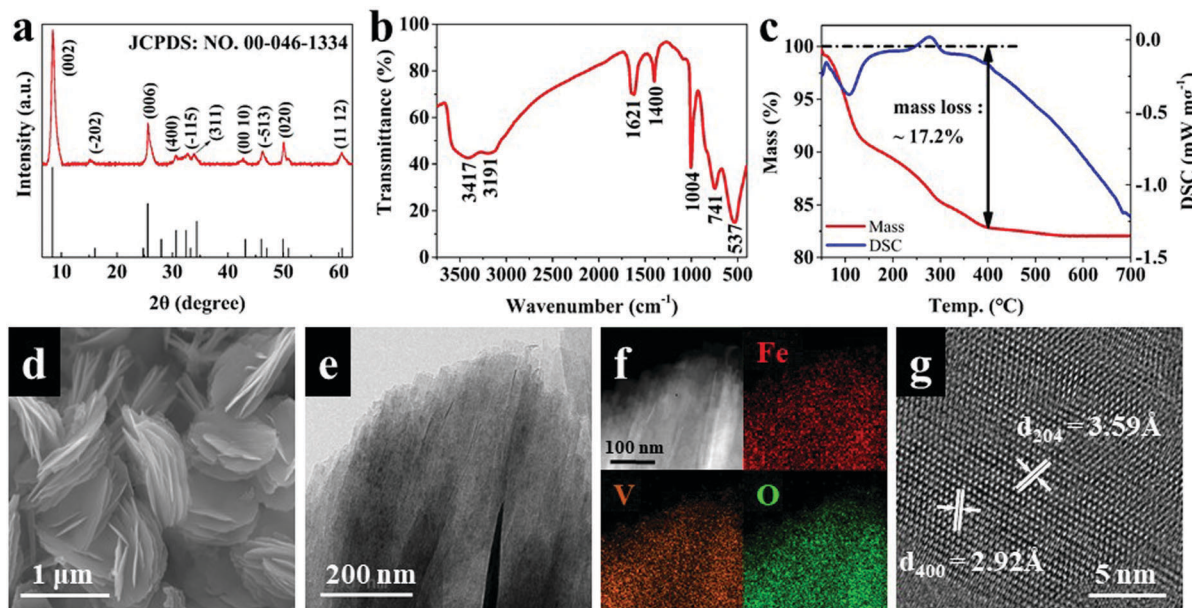 a
JCPDS: NO. 00-046-1334
(002)
(-202)
(006)
(400)
(-115)
(311)
(00 10)
(-513)
(020)
(11 12)
Intensity (a.u.)
10 20 30 40 50 60
2θ (degree)
b
100
80
60
40
20
0
Transmittance (%)
3417
3191
1621
1400
1004
741
537
3500 3000 2500 2000 1500 1000 500
Wavenumber (cm-1)
c
100
95
90
85
80
Mass (%)
mass loss :
~ 17.2%
Mass
DSC
0.0
-0.5
-1.0
-1.5
DSC (mW mg-1)
100 200 300 400 500 600 700
Temp. (°C)
d
1 μm
e
200 nm
f
100 nm
Fe
V
O
g
d204 = 3.59Å
d400 = 2.92Å
5 nm